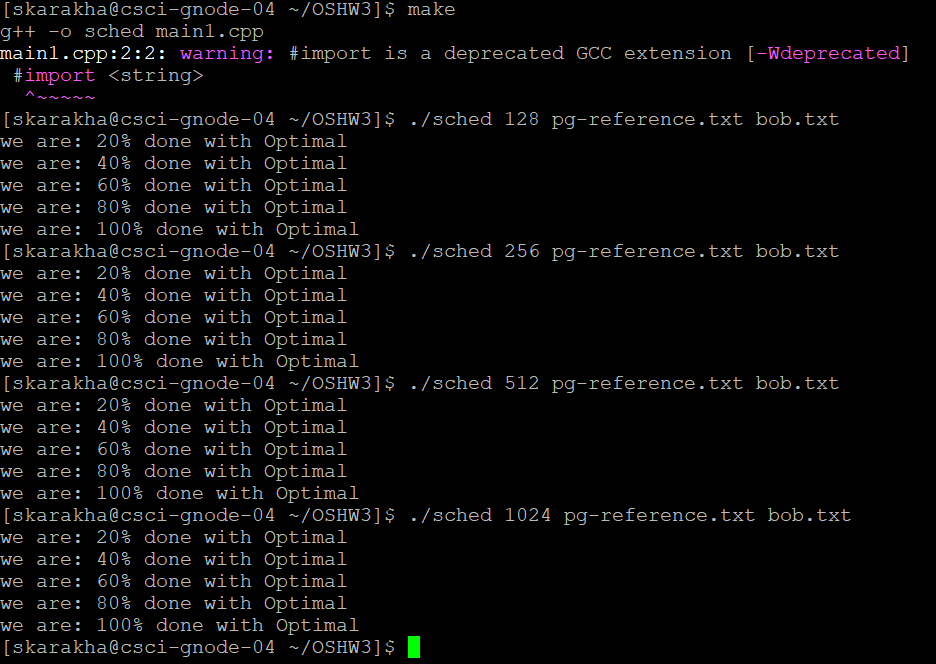 [skarakha@csci-gnode-04 ~/OSHW3]$ make
g++ -o sched main1.cpp
main1.cpp:2:2: warning: #import is a deprecated GCC extension [-Wdeprecated]
 #import <string>
  ^~~~~~
[skarakha@csci-gnode-04 ~/OSHW3]$ ./sched 128 pg-reference.txt bob.txt
we are: 20% done with Optimal
we are: 40% done with Optimal
we are: 60% done with Optimal
we are: 80% done with Optimal
we are: 100% done with Optimal
[skarakha@csci-gnode-04 ~/OSHW3]$ ./sched 256 pg-reference.txt bob.txt
we are: 20% done with Optimal
we are: 40% done with Optimal
we are: 60% done with Optimal
we are: 80% done with Optimal
we are: 100% done with Optimal
[skarakha@csci-gnode-04 ~/OSHW3]$ ./sched 512 pg-reference.txt bob.txt
we are: 20% done with Optimal
we are: 40% done with Optimal
we are: 60% done with Optimal
we are: 80% done with Optimal
we are: 100% done with Optimal
[skarakha@csci-gnode-04 ~/OSHW3]$ ./sched 1024 pg-reference.txt bob.txt
we are: 20% done with Optimal
we are: 40% done with Optimal
we are: 60% done with Optimal
we are: 80% done with Optimal
we are: 100% done with Optimal
[skarakha@csci-gnode-04 ~/OSHW3]$